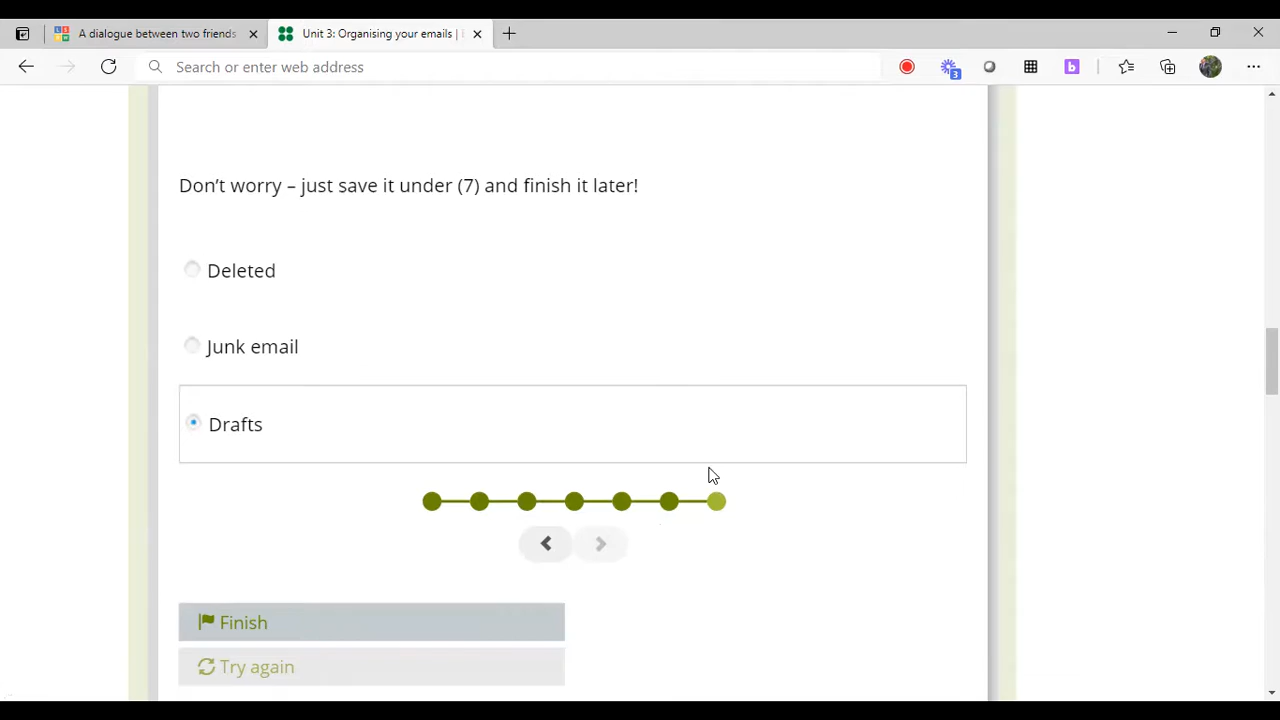 A dialogue between two friends
Unit 3: Organising your emails |
Search or enter web address
3
b
Don't worry – just save it under (7) and finish it later!
Deleted
Junk email
Drafts
Finish
Try again